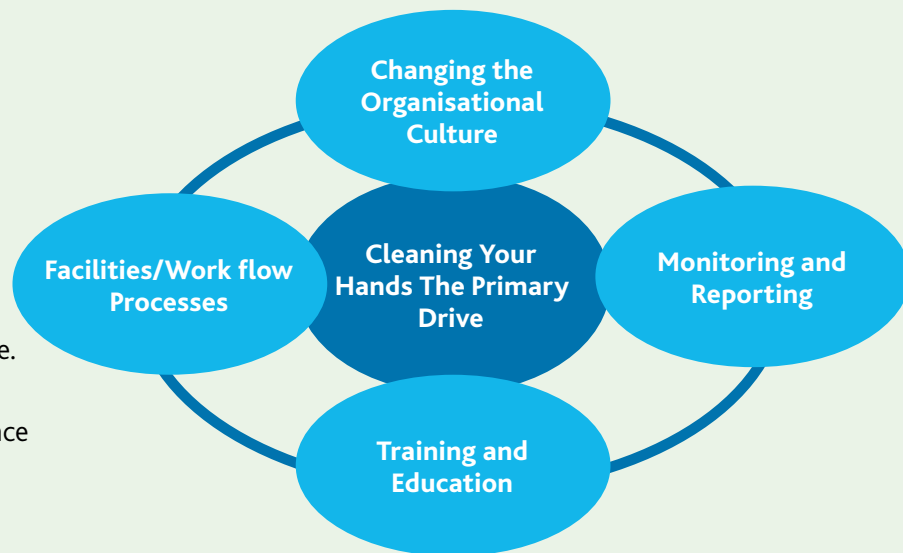 Changing the
Organisational
Culture
Facilities/Work flow
Processes
Cleaning Your
Hands The Primary
Drive
Monitoring and
Reporting
Training and
Education